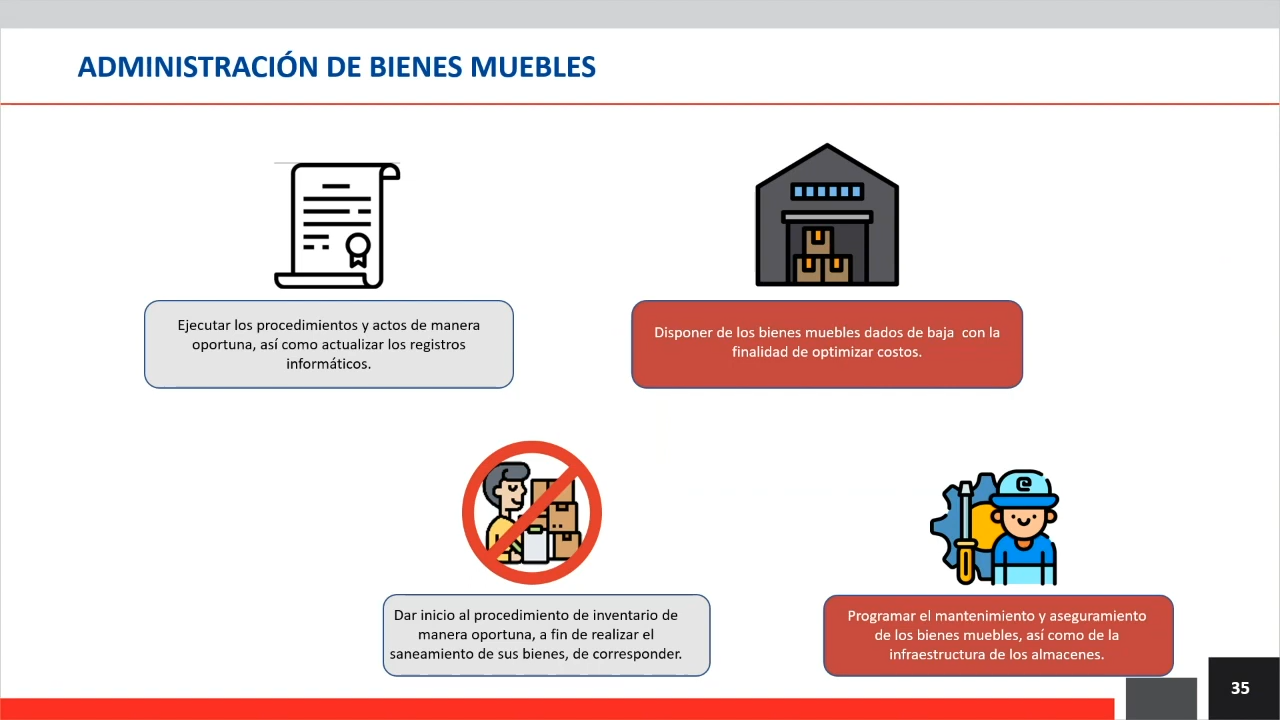 ADMINISTRACIÓN DE BIENES MUEBLES
Ejecutar los procedimientos y actos de manera
oportuna, así como actualizar los registros
informáticos.
Disponer de los bienes muebles dados de baja con la
finalidad de optimizar costos.
Dar inicio al procedimiento de inventario de
manera oportuna, a fin de realizar el
saneamiento de sus bienes, de corresponder.
Programar el mantenimiento y aseguramiento
de los bienes muebles, así como de la
infraestructura de los almacenes.
35